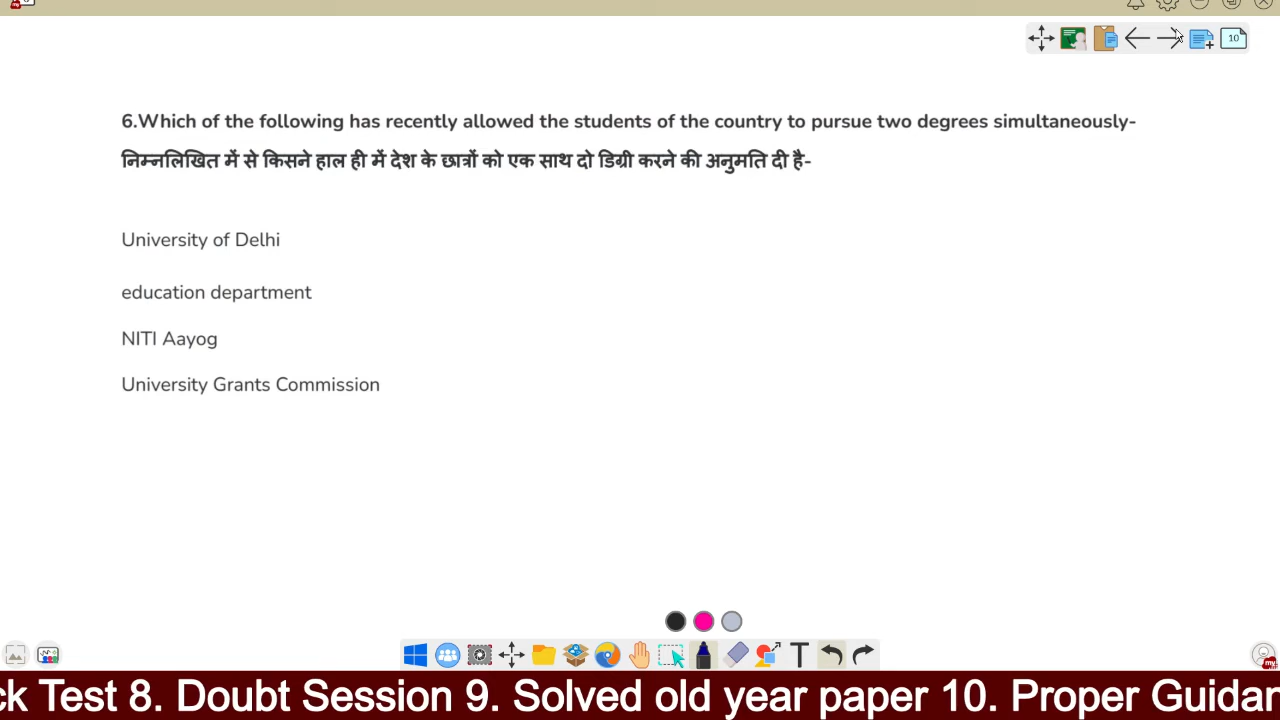 10
6.Which of the following has recently allowed the students of the country to pursue two degrees simultaneously-
निम्नलिखित में से किसने हाल ही में देश के छात्रों को एक साथ दो डिग्री करने की अनुमति दी है-
University of Delhi
education department
NITI Aayog
University Grants Commission
T
ck Test 8. Doubt Session 9. Solved old year paper 10. Proper Guidan